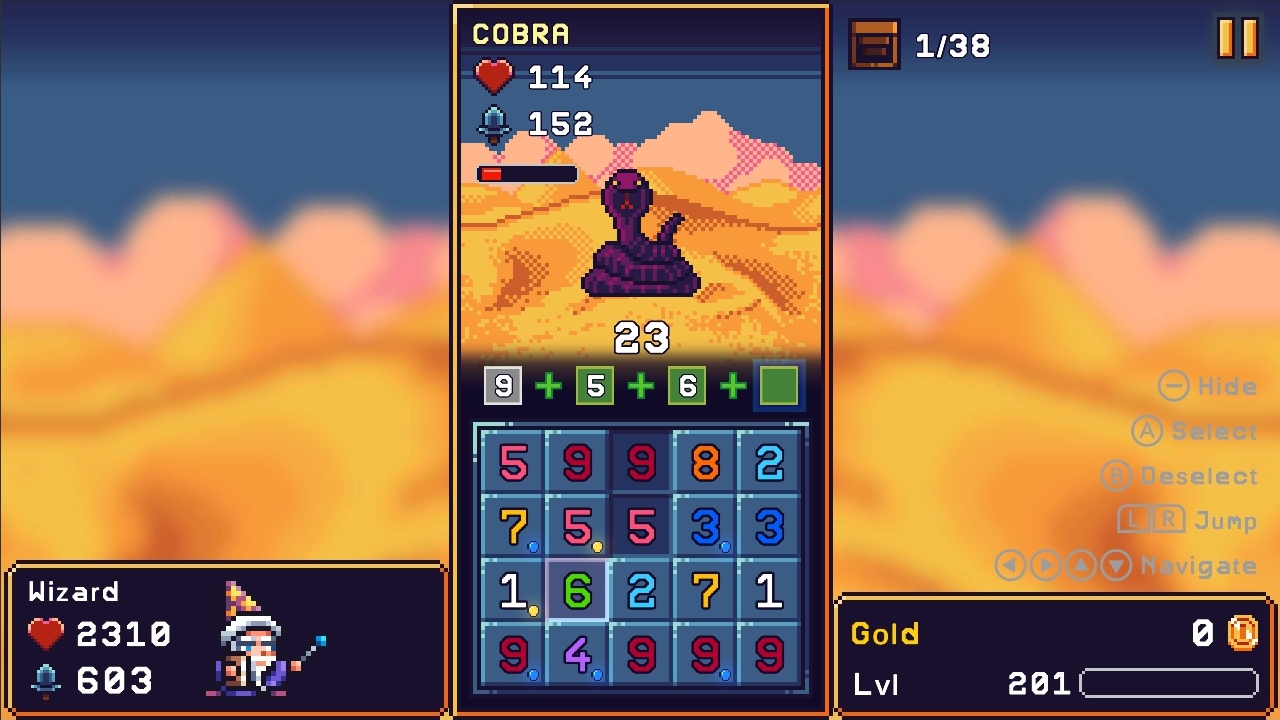 COBRA
114
152
1/38
23
9 + 5 + 6 +
5 9 9 8 2
7 5 5 3 3
1 6 2 7 1
9 4 9 9 9
Hide
A Select
B Deselect
L R Jump
Navigate
Wizard
2310
603
Gold 0
Lvl 201